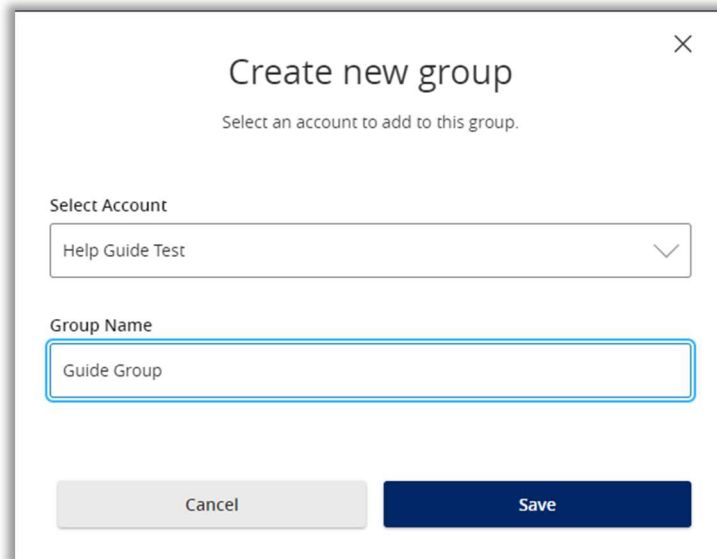 Create new group
Select an account to add to this group.
Select Account
Help Guide Test
Group Name
Guide Group
Cancel
Save